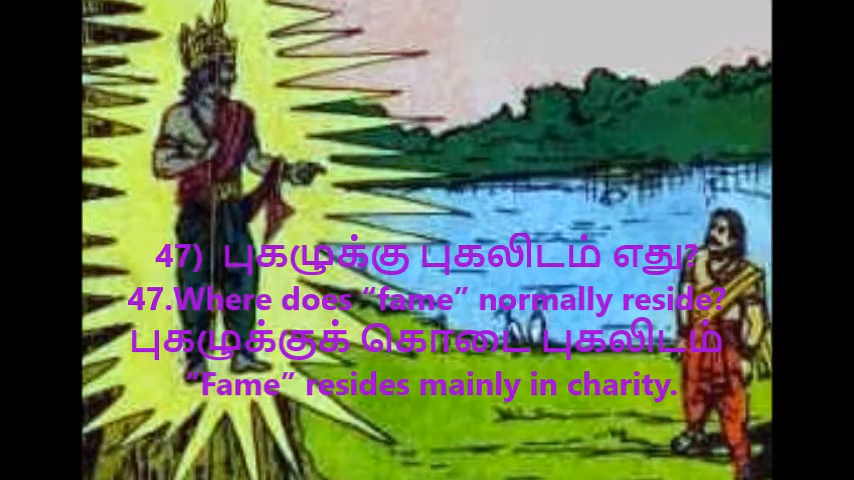 47)  புகழுக்கு புகலிடம் எது?
47.Where does “fame” normally reside?
புகழுக்குக் கொடை புகலிடம்
“Fame” resides mainly in charity.